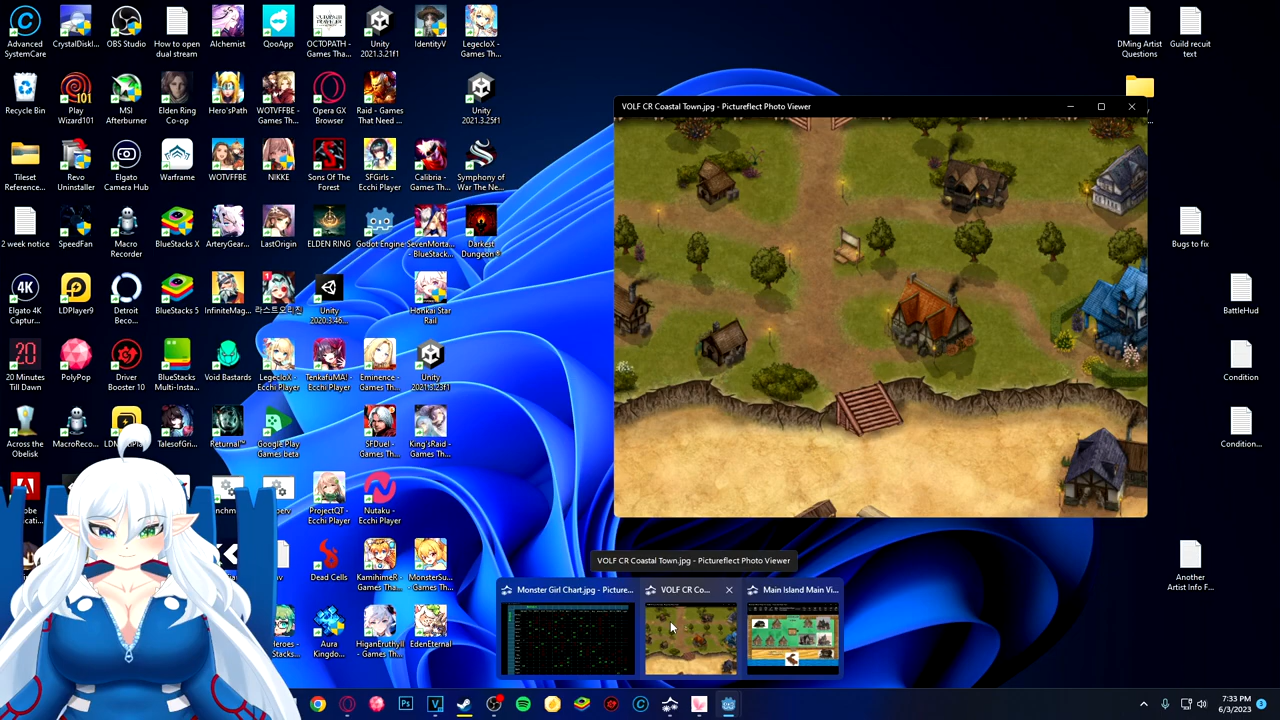 Advanced
SystemCare
CrystalDiskI...
OBS Studio
How to open
dual stream
Alchemist
QooApp
OCTOPATH -
Games Tha...
Unity
2021.3.21f1
IdentityV
LegecloX -
Games Th...
DMing Artist
Questions
Guild recuit
text
Recycle Bin
Play
Wizard101
MSI
Afterburner
Elden Ring
Co-op
Hero'sPath
WOTVFFBE -
Games Th...
Opera GX
Browser
Raid - Games
That Need ...
Unity
2021.3.25f1
VOLF CR Coastal Town.jpg - Pictureflect Photo Viewer
Tileset
Reference...
Revo
Uninstaller
Elgato
Camera Hub
Warframe
WOTVFFBE
NIKKE
Sons Of The
Forest
SFGirls -
Ecchi Player
Calibria -
Games Th...
Symphony of
War The Ne...
2 week notice
SpeedFan
Macro
Recorder
BlueStacks X
ArteryGear...
LastOrigin
ELDEN RING
Godot Engine
SevenMorta...
- BlueStack...
Darkest
Dungeon®
Bugs to fix
Elgato 4K
Captur...
LDPlayer9
Detroit
Beco...
BlueStacks 5
InfiniteMag...
라스트오리진
Unity
2020.3.46...
Honkai Star
Rail
BattleHud
20 Minutes
Till Dawn
PolyPop
Driver
Booster 10
BlueStacks
Multi-Insta...
Void Bastards
LegecloX -
Ecchi Player
TenkafuMA! -
Ecchi Player
Eminence -
Games Tha...
Unity
2021.3.23f1
Condition
Across the
Obelisk
MacroReco...
TalesofGri...
Returnal™
Google Play
Games beta
SFDuel -
Games Th...
King'sRaid -
Games Th...
Condition...
ProjectQT -
Ecchi Player
Nutaku -
Ecchi Player
Dead Cells
KamihimeR -
Games Tha...
MonsterSu...
Another
Artist Info F...
VOLF CR Coastal Town.jpg - Pictureflect Photo Viewer
Monster Girl Chart.jpg - Picture...
VOLF CR Co...
Main Island Main Vi...
Aura
Kingdo...
HiganEruthyll
- Games Th...
EdenEternal
7:33 PM
6/3/2023